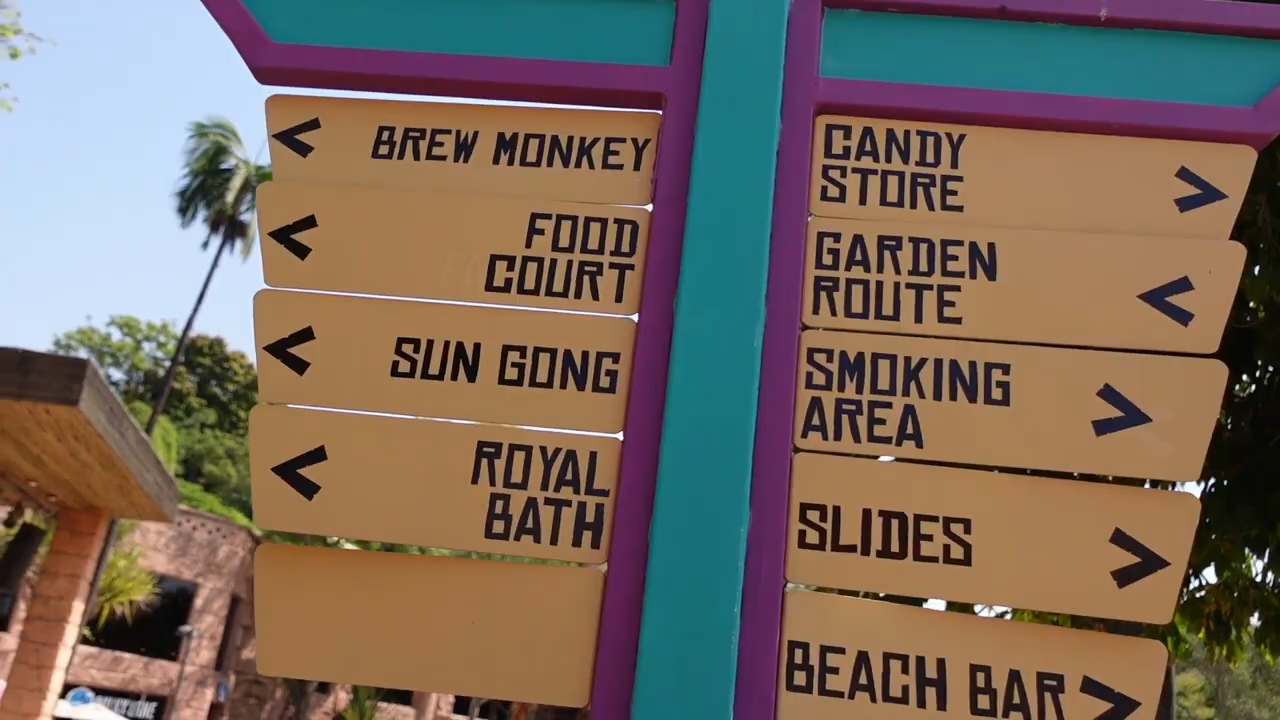 < BREW MONKEY
< FOOD
COURT
< SUN GONG
< ROYAL
BATH
CANDY
STORE >
GARDEN
ROUTE <
SMOKING
AREA >
SLIDES >
BEACH BAR >